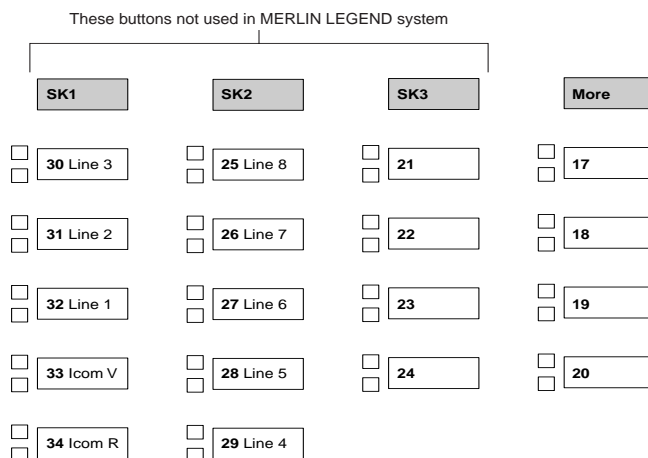 These buttons not used in MERLIN LEGEND system
SK1 SK2 SK3 More
30 Line 3 25 Line 8 21 17
31 Line 2 26 Line 7 22 18
32 Line 1 27 Line 6 23 19
33 Icom V 28 Line 5 24 20
34 Icom R 29 Line 4